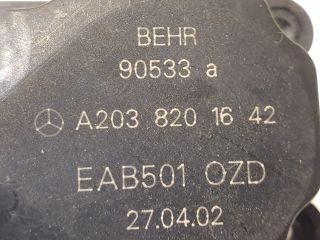 BEHR
90533 a
A203 820 16 42
EAB501 OZD
27.04.02